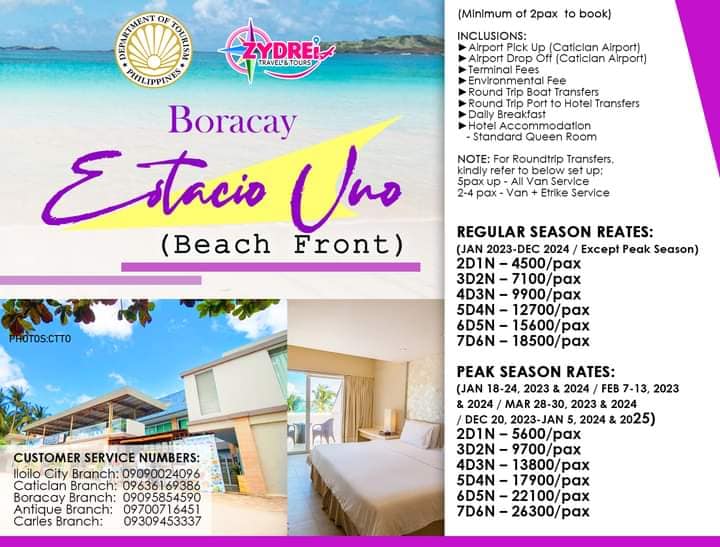 DEPARTMENT OF TOURISM
PHILIPPINES
ZYDREi
TRAVEL & TOURS
Boracay
Estacio Uno
(Beach Front)
PHOTOS:CTTO
CUSTOMER SERVICE NUMBERS:
Iloilo City Branch: 09090024096
Caticlan Branch: 09636169386
Boracay Branch: 09095854590
Antique Branch: 09700716451
Carles Branch: 09309453337
(Minimum of 2pax to book)
INCLUSIONS:
►Airport Pick Up (Caticlan Airport)
►Airport Drop Off (Caticlan Airport)
►Terminal Fees
►Environmental Fee
►Round Trip Boat Transfers
►Round Trip Port to Hotel Transfers
►Daily Breakfast
►Hotel Accommodation
- Standard Queen Room
NOTE: For Roundtrip Transfers,
kindly refer to below set up;
5pax up - All Van Service
2-4 pax - Van + Etrike Service
REGULAR SEASON REATES:
(JAN 2023-DEC 2024 / Except Peak Season)
2D1N – 4500/pax
3D2N – 7100/pax
4D3N – 9900/pax
5D4N – 12700/pax
6D5N – 15600/pax
7D6N – 18500/pax
PEAK SEASON RATES:
(JAN 18-24, 2023 & 2024 / FEB 7-13, 2023
& 2024 / MAR 28-30, 2023 & 2024
/ DEC 20, 2023-JAN 5, 2024 & 2025)
2D1N – 5600/pax
3D2N – 9700/pax
4D3N – 13800/pax
5D4N – 17900/pax
6D5N – 22100/pax
7D6N – 26300/pax